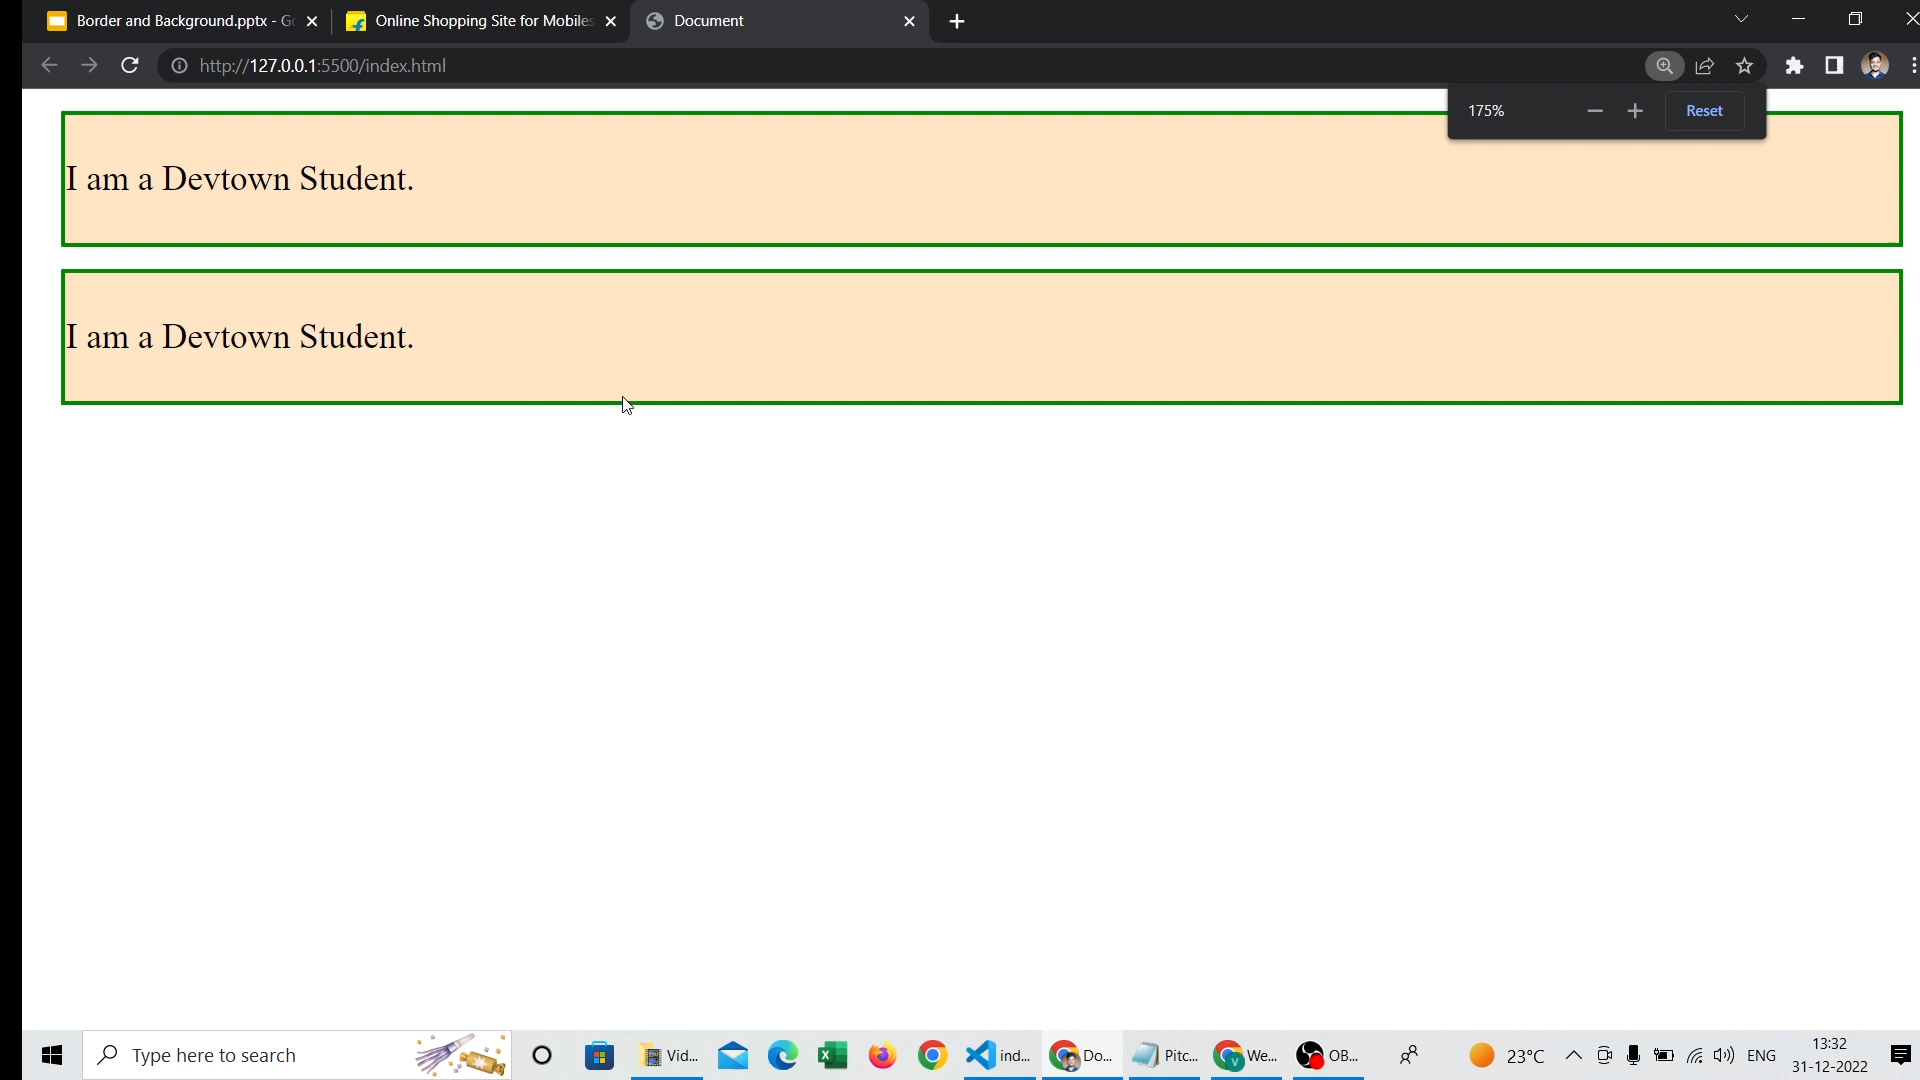 Border and Background.pptx - G
Online Shopping Site for Mobiles
Document
http://127.0.0.1:5500/index.html
175%
Reset
I am a Devtown Student.
I am a Devtown Student.
Type here to search
Vid...
ind...
Do...
Pitc...
We...
OB...
23°C
ENG
13:32
31-12-2022